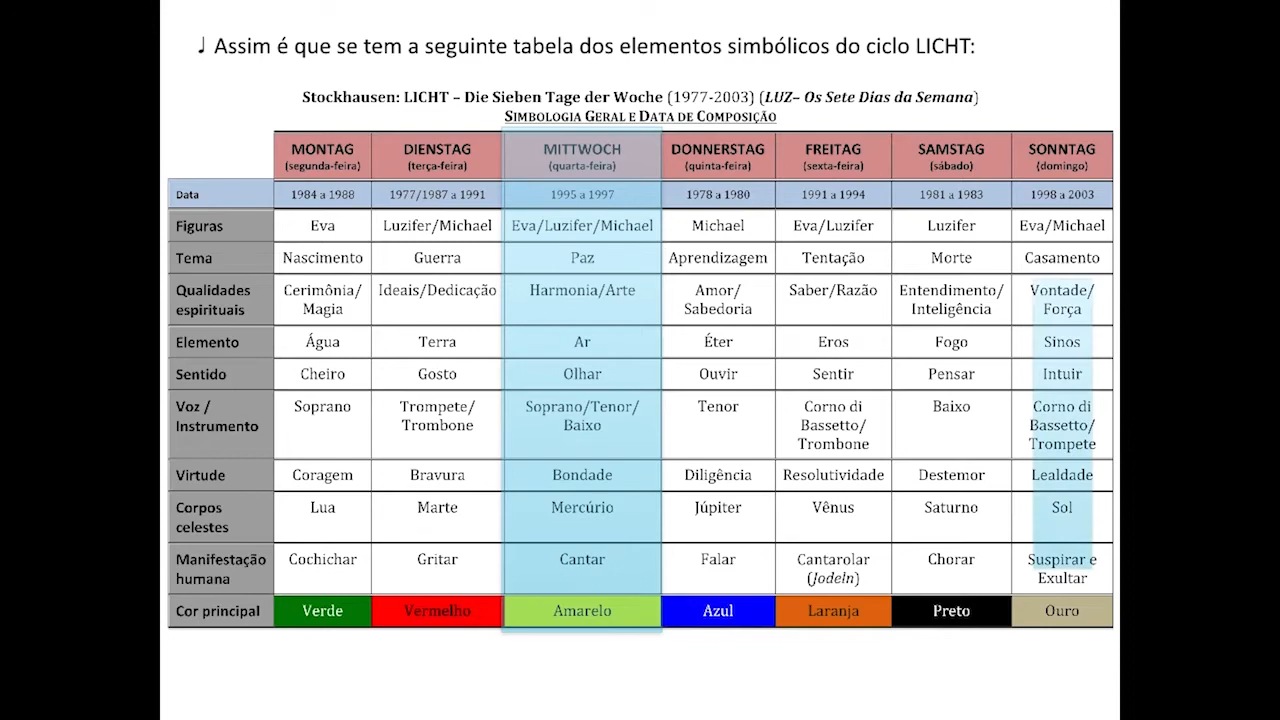 ♩ Assim é que se tem a seguinte tabela dos elementos simbólicos do ciclo LICHT:
Stockhausen: LICHT – Die Sieben Tage der Woche (1977-2003) (LUZ– Os Sete Dias da Semana)
SIMBOLOGIA GERAL E DATA DE COMPOSIÇÃO
MONTAG DIENSTAG MITTWOCH DONNERSTAG FREITAG SAMSTAG SONNTAG
(segunda-feira) (terça-feira) (quarta-feira) (quinta-feira) (sexta-feira) (sábado) (domingo)
Data 1984 a 1988 1977/1987 a 1991 1995 a 1997 1978 a 1980 1991 a 1994 1981 a 1983 1998 a 2003
Figuras Eva Luzifer/Michael Eva/Luzifer/Michael Michael Eva/Luzifer Luzifer Eva/Michael
Tema Nascimento Guerra Paz Aprendizagem Tentação Morte Casamento
Qualidades Cerimônia/ Ideais/Dedicação Harmonia/Arte Amor/ Saber/Razão Entendimento/ Vontade/
espirituais Magia Sabedoria Inteligência Força
Elemento Água Terra Ar Éter Eros Fogo Sinos
Sentido Cheiro Gosto Olhar Ouvir Sentir Pensar Intuir
Voz / Soprano Trompete/ Soprano/Tenor/ Tenor Corno di Baixo Corno di
Instrumento Trombone Baixo Bassetto/ Bassetto/
Trombone Trompete
Virtude Coragem Bravura Bondade Diligência Resolutividade Destemor Lealdade
Corpos Lua Marte Mercúrio Júpiter Vênus Saturno Sol
celestes
Manifestação Cochichar Gritar Cantar Falar Cantarolar Chorar Suspirar e
humana (Jodeln) Exultar
Cor principal Verde Vermelho Amarelo Azul Laranja Preto Ouro